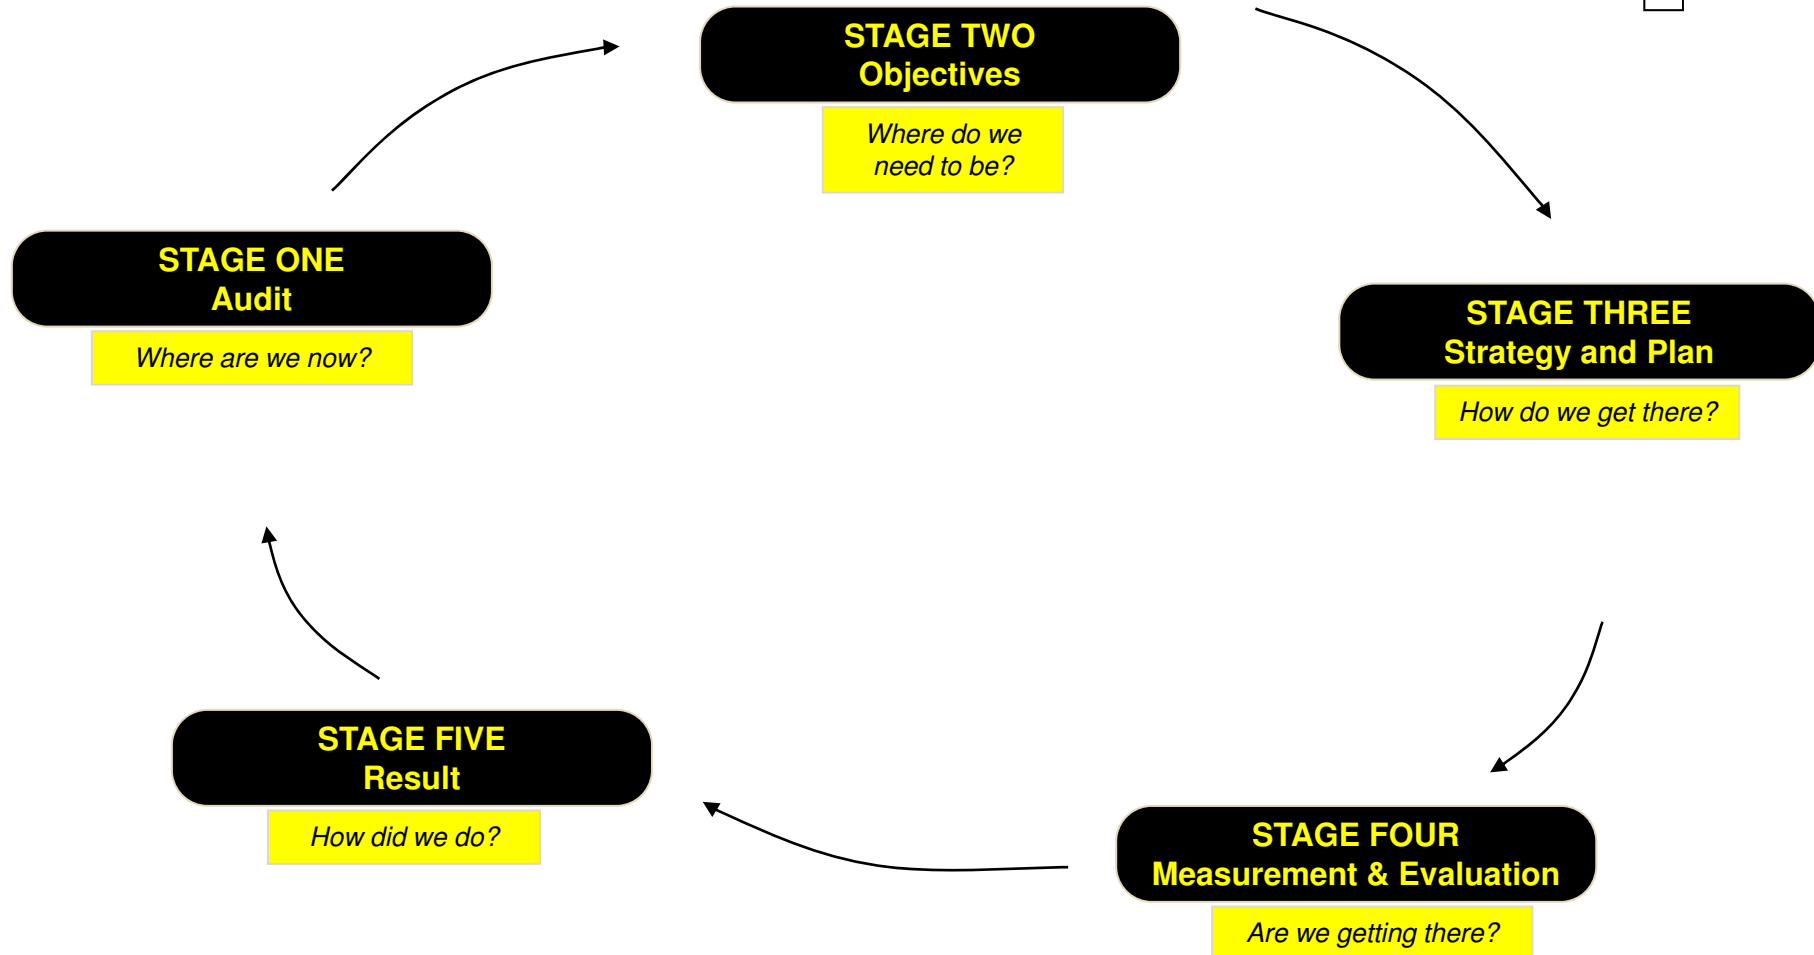 STAGE TWO
Objectives
Where do we
need to be?
STAGE ONE
Audit
Where are we now?
STAGE THREE
Strategy and Plan
How do we get there?
STAGE FIVE
Result
How did we do?
STAGE FOUR
Measurement & Evaluation
Are we getting there?